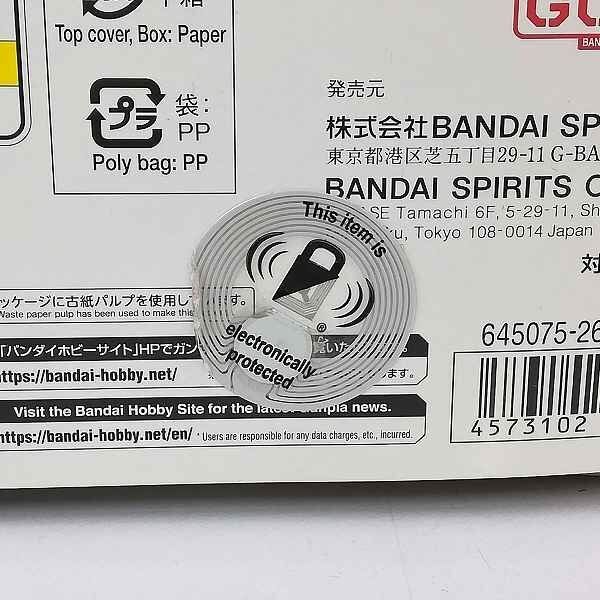 Top cover, Box: Paper
プラ
袋:
PP
Poly bag: PP
BAN
発売元
株式会社BANDAI SP
東京都港区芝五丁目29-11 G-BA
BANDAI SPIRITS
SE Tamachi 6F, 5-29-11, Sh
Tokyo 108-0014 Japan
対
This item is
electronically
protected
®
ッケージに古紙パルプを使用して
Waste paper pulp has been used to make this
645075-26
「バンダイホビーサイト」HPでガン
https://bandai-hobby.net/
ます。
Visit the Bandai Hobby Site for the latest Gunpla news.
https://bandai-hobby.net/en/ * Users are responsible for any data charges, etc., incurred.
4573102